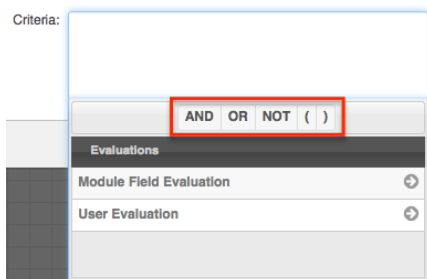 Criteria:
AND OR NOT ( )
Evaluations
Module Field Evaluation
User Evaluation